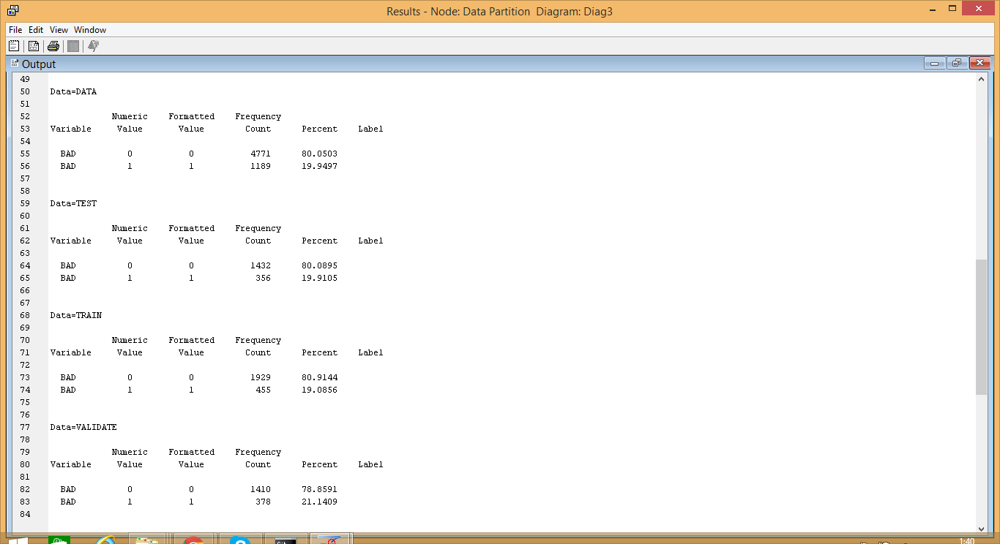 Results - Node: Data Partition  Diagram: Diag3
File Edit View Window
Output
49
50 Data=DATA
51
52 Numeric Formatted Frequency
53 Variable Value Value Count Percent Label
54
55 BAD 0 0 4771 80.0503
56 BAD 1 1 1189 19.9497
57
58
59 Data=TEST
60
61 Numeric Formatted Frequency
62 Variable Value Value Count Percent Label
63
64 BAD 0 0 1432 80.0895
65 BAD 1 1 356 19.9105
66
67
68 Data=TRAIN
69
70 Numeric Formatted Frequency
71 Variable Value Value Count Percent Label
72
73 BAD 0 0 1929 80.9144
74 BAD 1 1 455 19.0856
75
76
77 Data=VALIDATE
78
79 Numeric Formatted Frequency
80 Variable Value Value Count Percent Label
81
82 BAD 0 0 1410 78.8591
83 BAD 1 1 378 21.1409
84
1:40